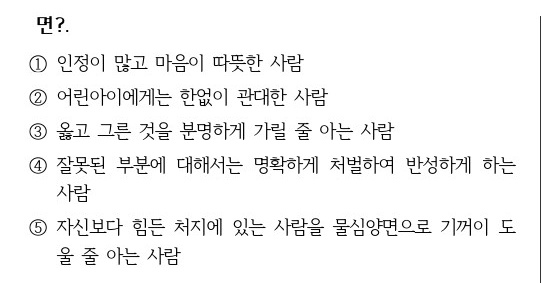 면?.
① 인정이 많고 마음이 따뜻한 사람
② 어린아이에게는 한없이 관대한 사람
③ 옳고 그른 것을 분명하게 가릴 줄 아는 사람
④ 잘못된 부분에 대해서는 명확하게 처벌하여 반성하게 하는
사람
⑤ 자신보다 힘든 처지에 있는 사람을 물심양면으로 기꺼이 도
울 줄 아는 사람